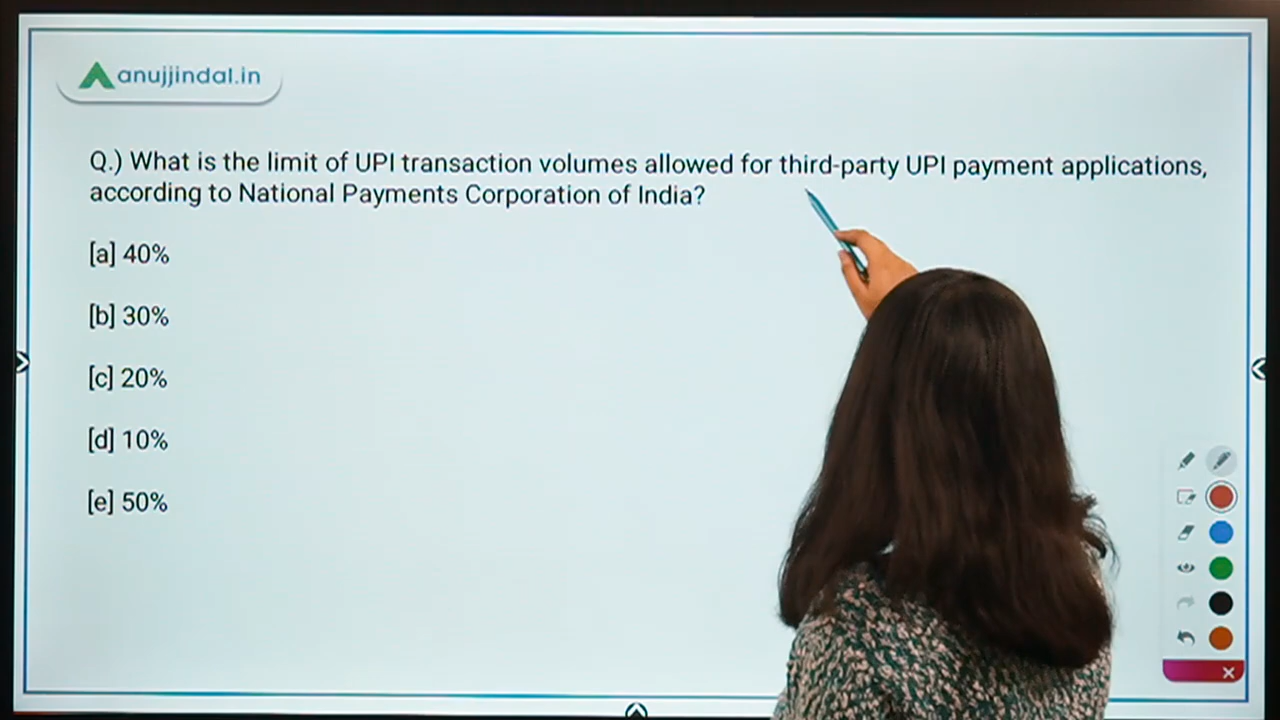 anujjindal.in
Q.) What is the limit of UPI transaction volumes allowed for third-party UPI payment applications,
according to National Payments Corporation of India?
[a] 40%
[b] 30%
[c] 20%
[d] 10%
[e] 50%